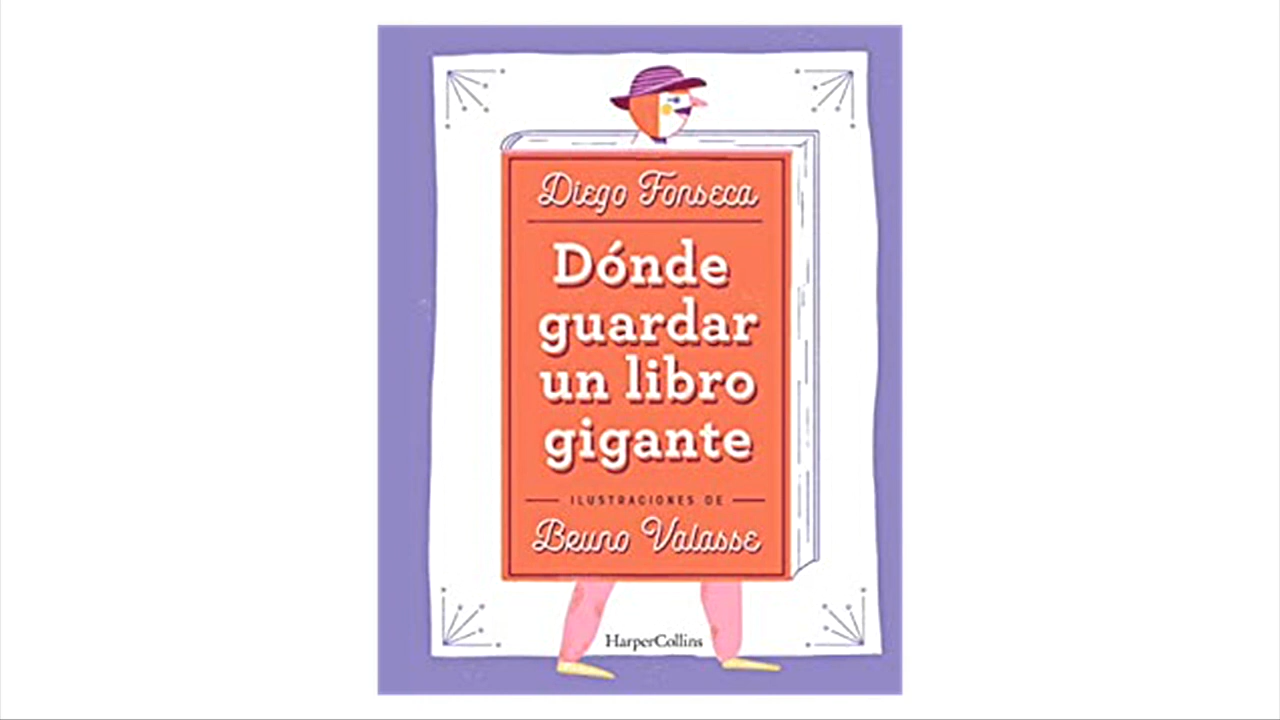 Diego Fonseca
Dónde
guardar
un libro
gigante
ILUSTRACIONES DE
Bruno Valasse
HarperCollins